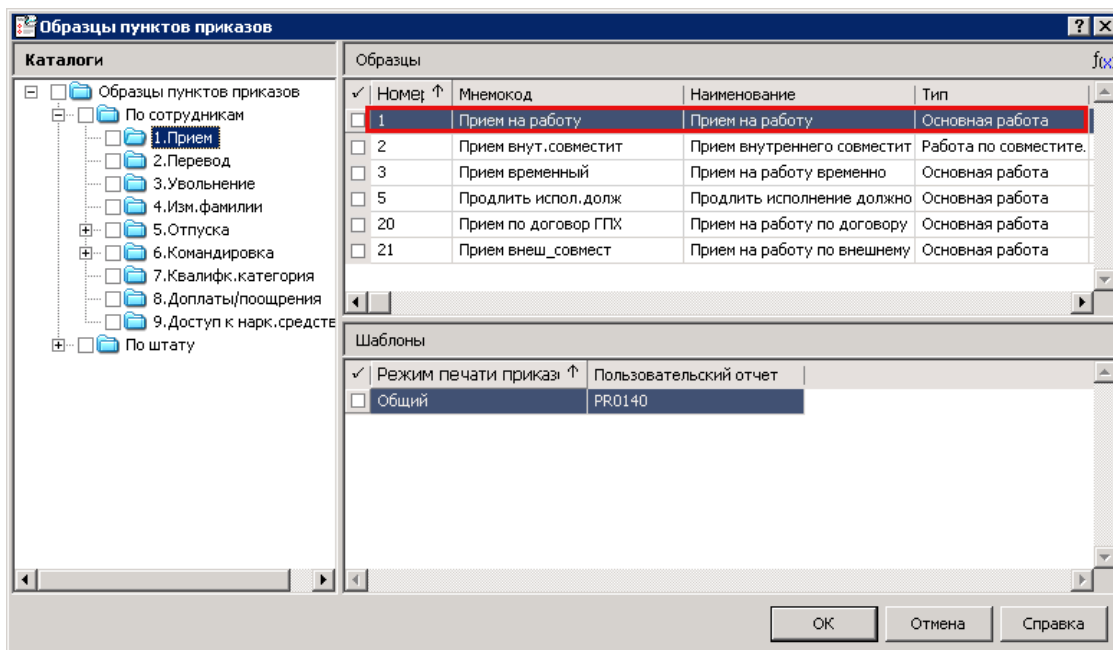 Образцы пунктов приказов
Каталоги
Образцы пунктов приказов
По сотрудникам
1.Прием
2.Перевод
3.Увольнение
4.Изм.фамилии
5.Отпуска
6.Командировка
7.Квалифк.категория
8.Доплаты/поощрения
9.Доступ к нарк.средств
По штату
Образцы
f(x
Номер Мнемокод Наименование Тип
1 Прием на работу Прием на работу Основная работа
2 Прием внут.совместит Прием внутреннего совместит Работа по совместите.
3 Прием временный Прием на работу временно Основная работа
5 Продлить испол.долж Продлить исполнение должно Основная работа
20 Прием по договор ГПХ Прием на работу по договору Основная работа
21 Прием внеш_совмест Прием на работу по внешнему Основная работа
Шаблоны
Режим печати приказ Пользовательский отчет
Общий PR0140
ОК Отмена Справка